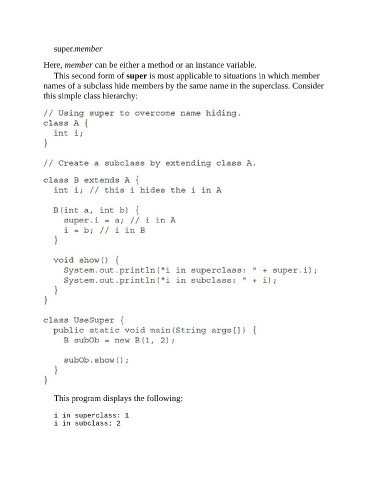 super.member
Here, member can be either a method or an instance variable.
This second form of super is most applicable to situations in which member
names of a subclass hide members by the same name in the superclass. Consider
this simple class hierarchy:
// Using super to overcome name hiding.
class A {
  int i;
}

// Create a subclass by extending class A.

class B extends A {
  int i; // this i hides the i in A

  B(int a, int b) {
    super.i = a; // i in A
    i = b; // i in B
  }

  void show() {
    System.out.println("i in superclass: " + super.i);
    System.out.println("i in subclass: " + i);
  }
}

class UseSuper {
  public static void main(String args[]) {
    B subOb = new B(1, 2);

    subOb.show();
  }
}
This program displays the following:
i in superclass: 1
i in subclass: 2